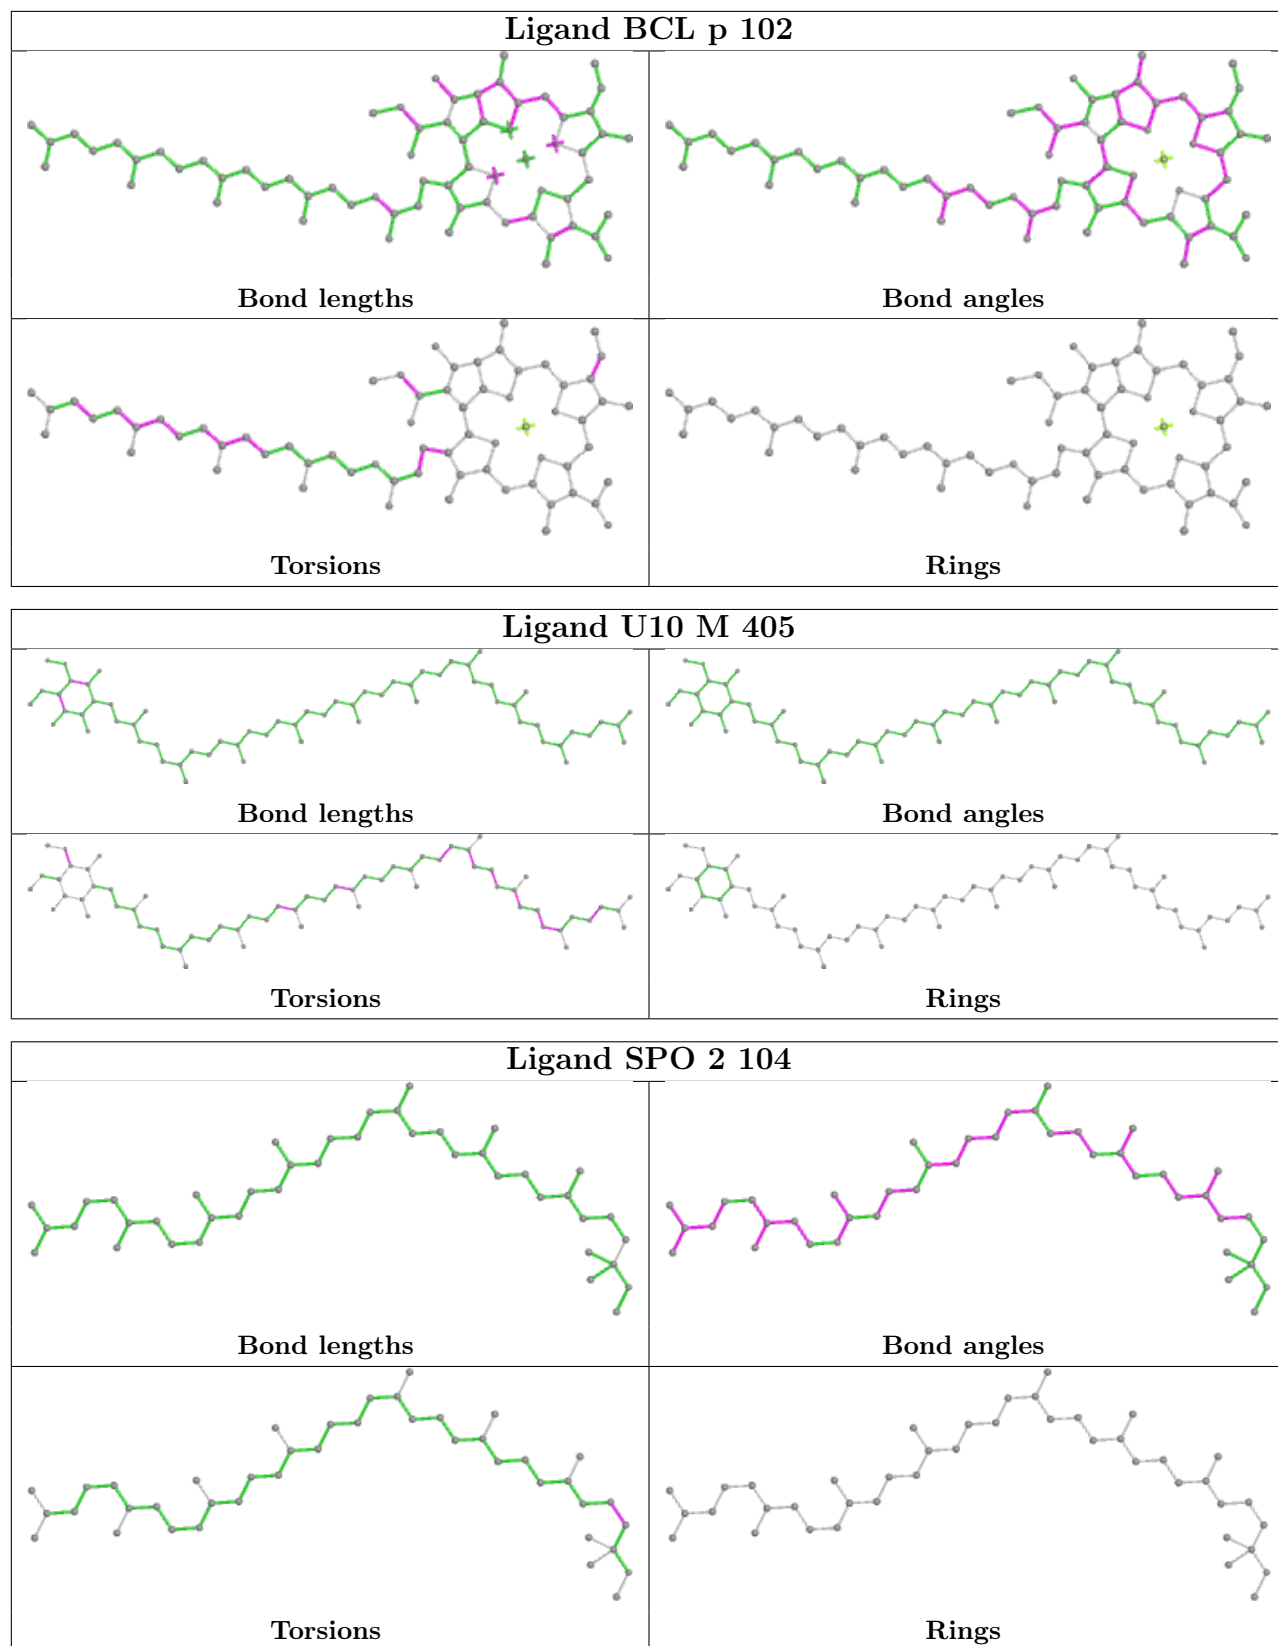 Ligand BCL p 102
Bond lengths
Bond angles
Torsions
Rings
Ligand U10 M 405
Bond lengths
Bond angles
Torsions
Rings
Ligand SPO 2 104
Bond lengths
Bond angles
Torsions
Rings